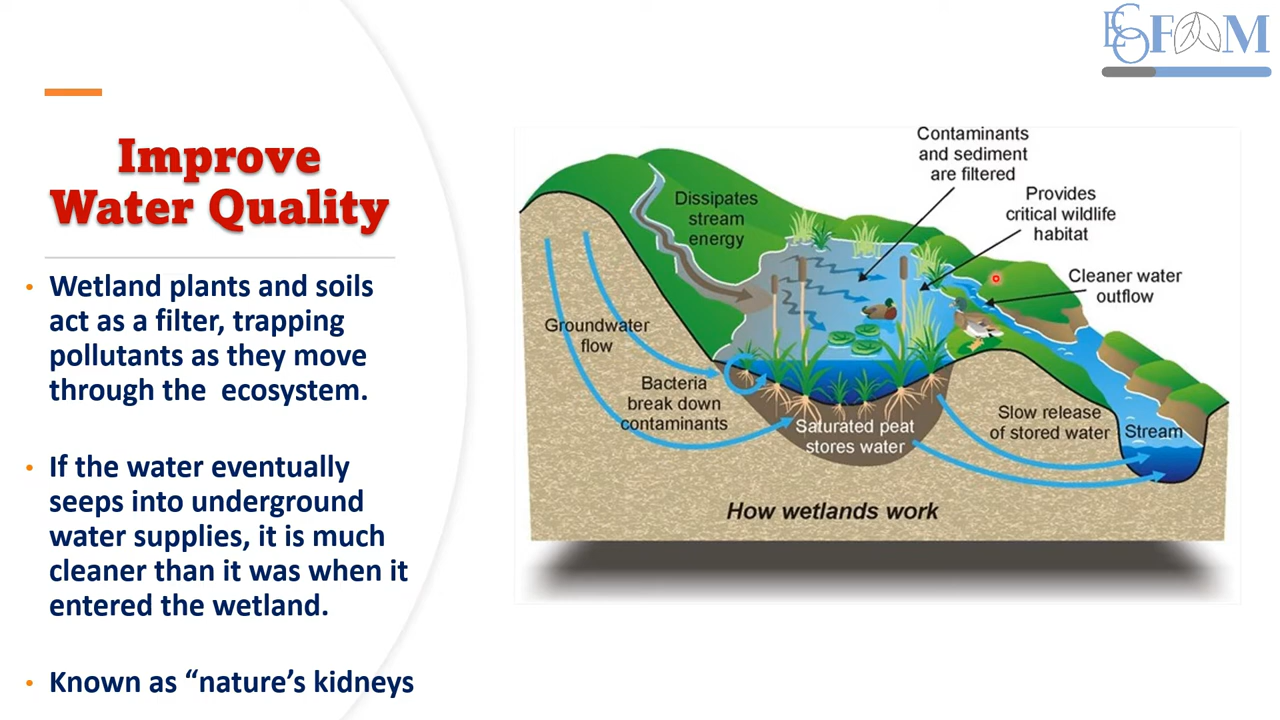 ECOFAM
Improve
Water Quality
• Wetland plants and soils
act as a filter, trapping
pollutants as they move
through the ecosystem.
• If the water eventually
seeps into underground
water supplies, it is much
cleaner than it was when it
entered the wetland.
• Known as “nature’s kidneys
Contaminants
and sediment
are filtered
Provides
critical wildlife
habitat
Dissipates
stream
energy
Cleaner water
outflow
Groundwater
flow
Bacteria
break down
contaminants
Saturated peat
stores water
Slow release
of stored water
Stream
How wetlands work